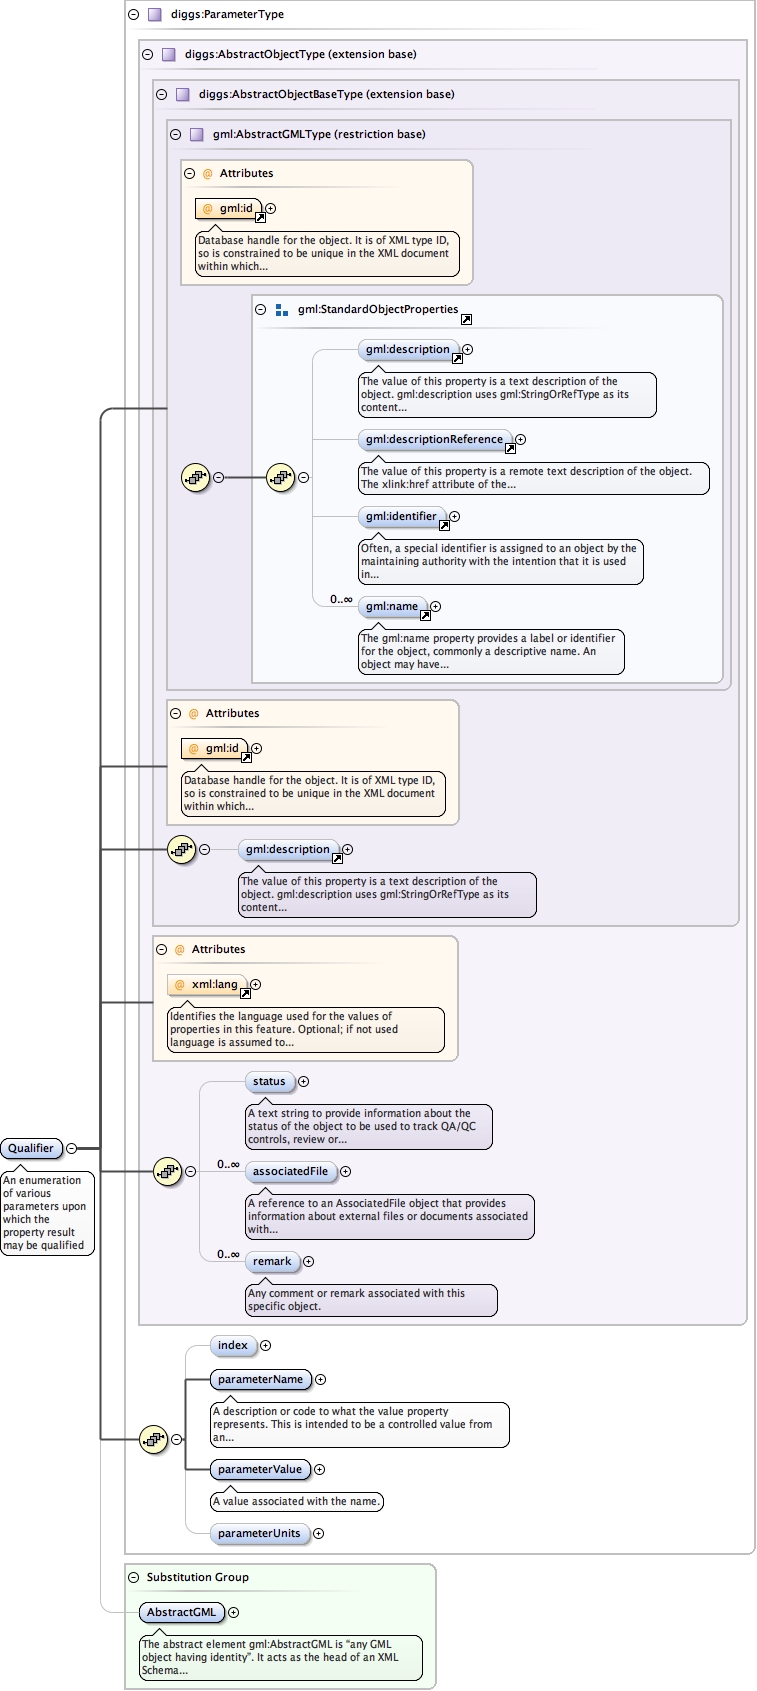 diggs:ParameterType
diggs:AbstractObjectType (extension base)
diggs:AbstractObjectBaseType (extension base)
gml:AbstractGMLType (restriction base)
@ Attributes
@ gml:id
Database handle for the object. It is of XML type ID,
so is constrained to be unique in the XML document
within which...
gml:StandardObjectProperties
gml:description
The value of this property is a text description of the
object. gml:description uses gml:StringOrRefType as its
content...
gml:descriptionReference
The value of this property is a remote text description of the object.
The xlink:href attribute of the...
gml:identifier
Often, a special identifier is assigned to an object by the
maintaining authority with the intention that it is used
in...
0..∞
gml:name
The gml:name property provides a label or identifier
for the object, commonly a descriptive name. An
object may have...
@ Attributes
@ gml:id
Database handle for the object. It is of XML type ID,
so is constrained to be unique in the XML document
within which...
gml:description
The value of this property is a text description of the
object. gml:description uses gml:StringOrRefType as its
content...
@ Attributes
@ xml:lang
Identifies the language used for the values of
properties in this feature. Optional; if not used
language is assumed to...
status
A text string to provide information about the
status of the object to be used to track QA/QC
controls, review or...
0..∞
associatedFile
A reference to an AssociatedFile object that provides
information about external files or documents associated
with...
0..∞
remark
Any comment or remark associated with this
specific object.
Qualifier
An enumeration
of various
parameters upon
which the
property result
may be qualified
index
parameterName
A description or code to what the value property
represents. This is intended to be a controlled value from
an...
parameterValue
A value associated with the name.
parameterUnits
Substitution Group
AbstractGML
The abstract element gml:AbstractGML is "any GML
object having identity". It acts as the head of an XML
Schema...